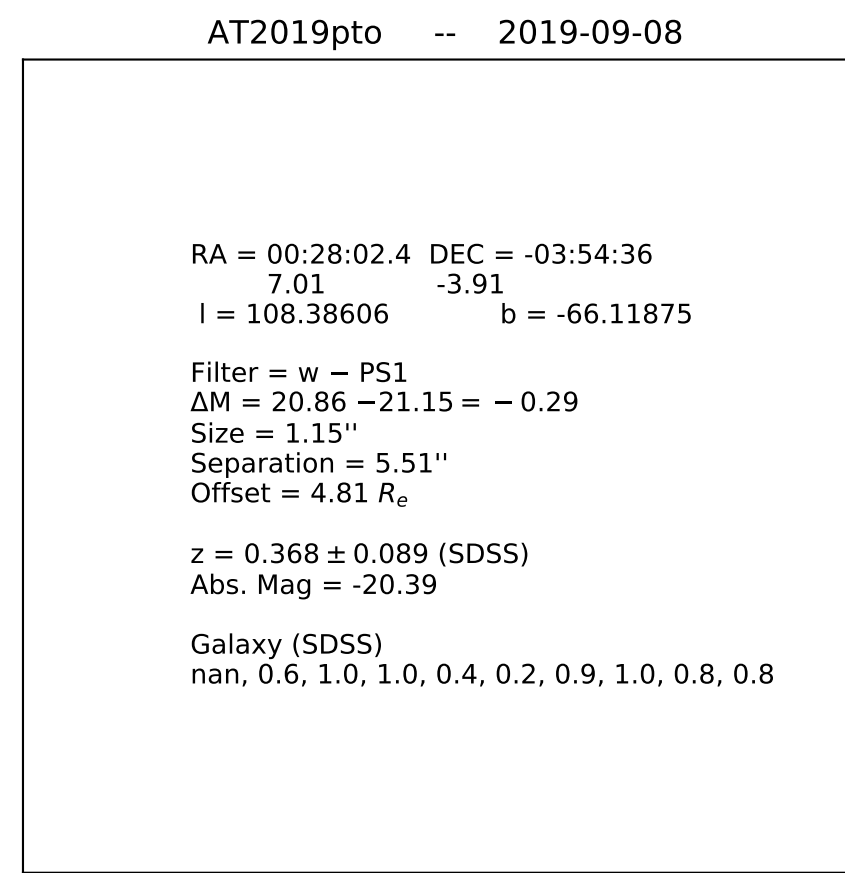 AT2019pto -- 2019-09-08
RA = 00:28:02.4 DEC = -03:54:36
7.01 -3.91
l = 108.38606 b = -66.11875
Filter = w − PS1
ΔM = 20.86 −21.15 = − 0.29
Size = 1.15''
Separation = 5.51''
Offset = 4.81 Rₑ
z = 0.368 ± 0.089 (SDSS)
Abs. Mag = -20.39
Galaxy (SDSS)
nan, 0.6, 1.0, 1.0, 0.4, 0.2, 0.9, 1.0, 0.8, 0.8